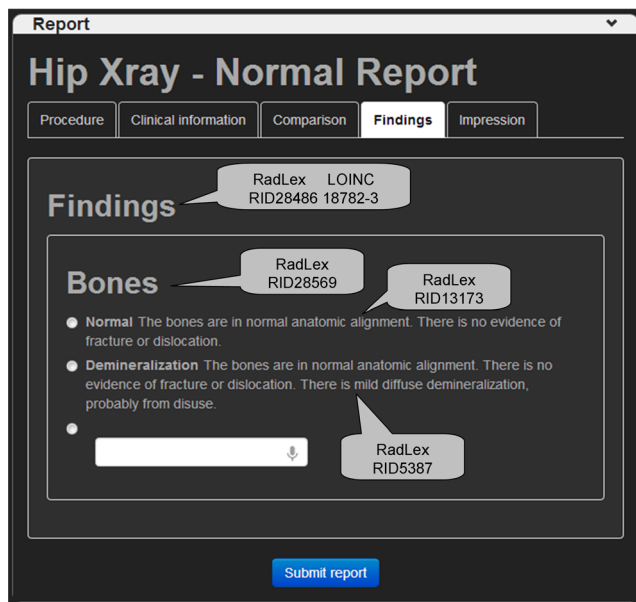 Report
Hip Xray - Normal Report
Procedure Clinical information Comparison Findings Impression
RadLex LOINC
RID28486 18782-3
Findings
RadLex
RID28569
Bones
RadLex
RID13173
Normal The bones are in normal anatomic alignment. There is no evidence of
fracture or dislocation.
Demineralization The bones are in normal anatomic alignment. There is no
evidence of fracture or dislocation. There is mild diffuse demineralization,
probably from disuse.
RadLex
RID5387
Submit report